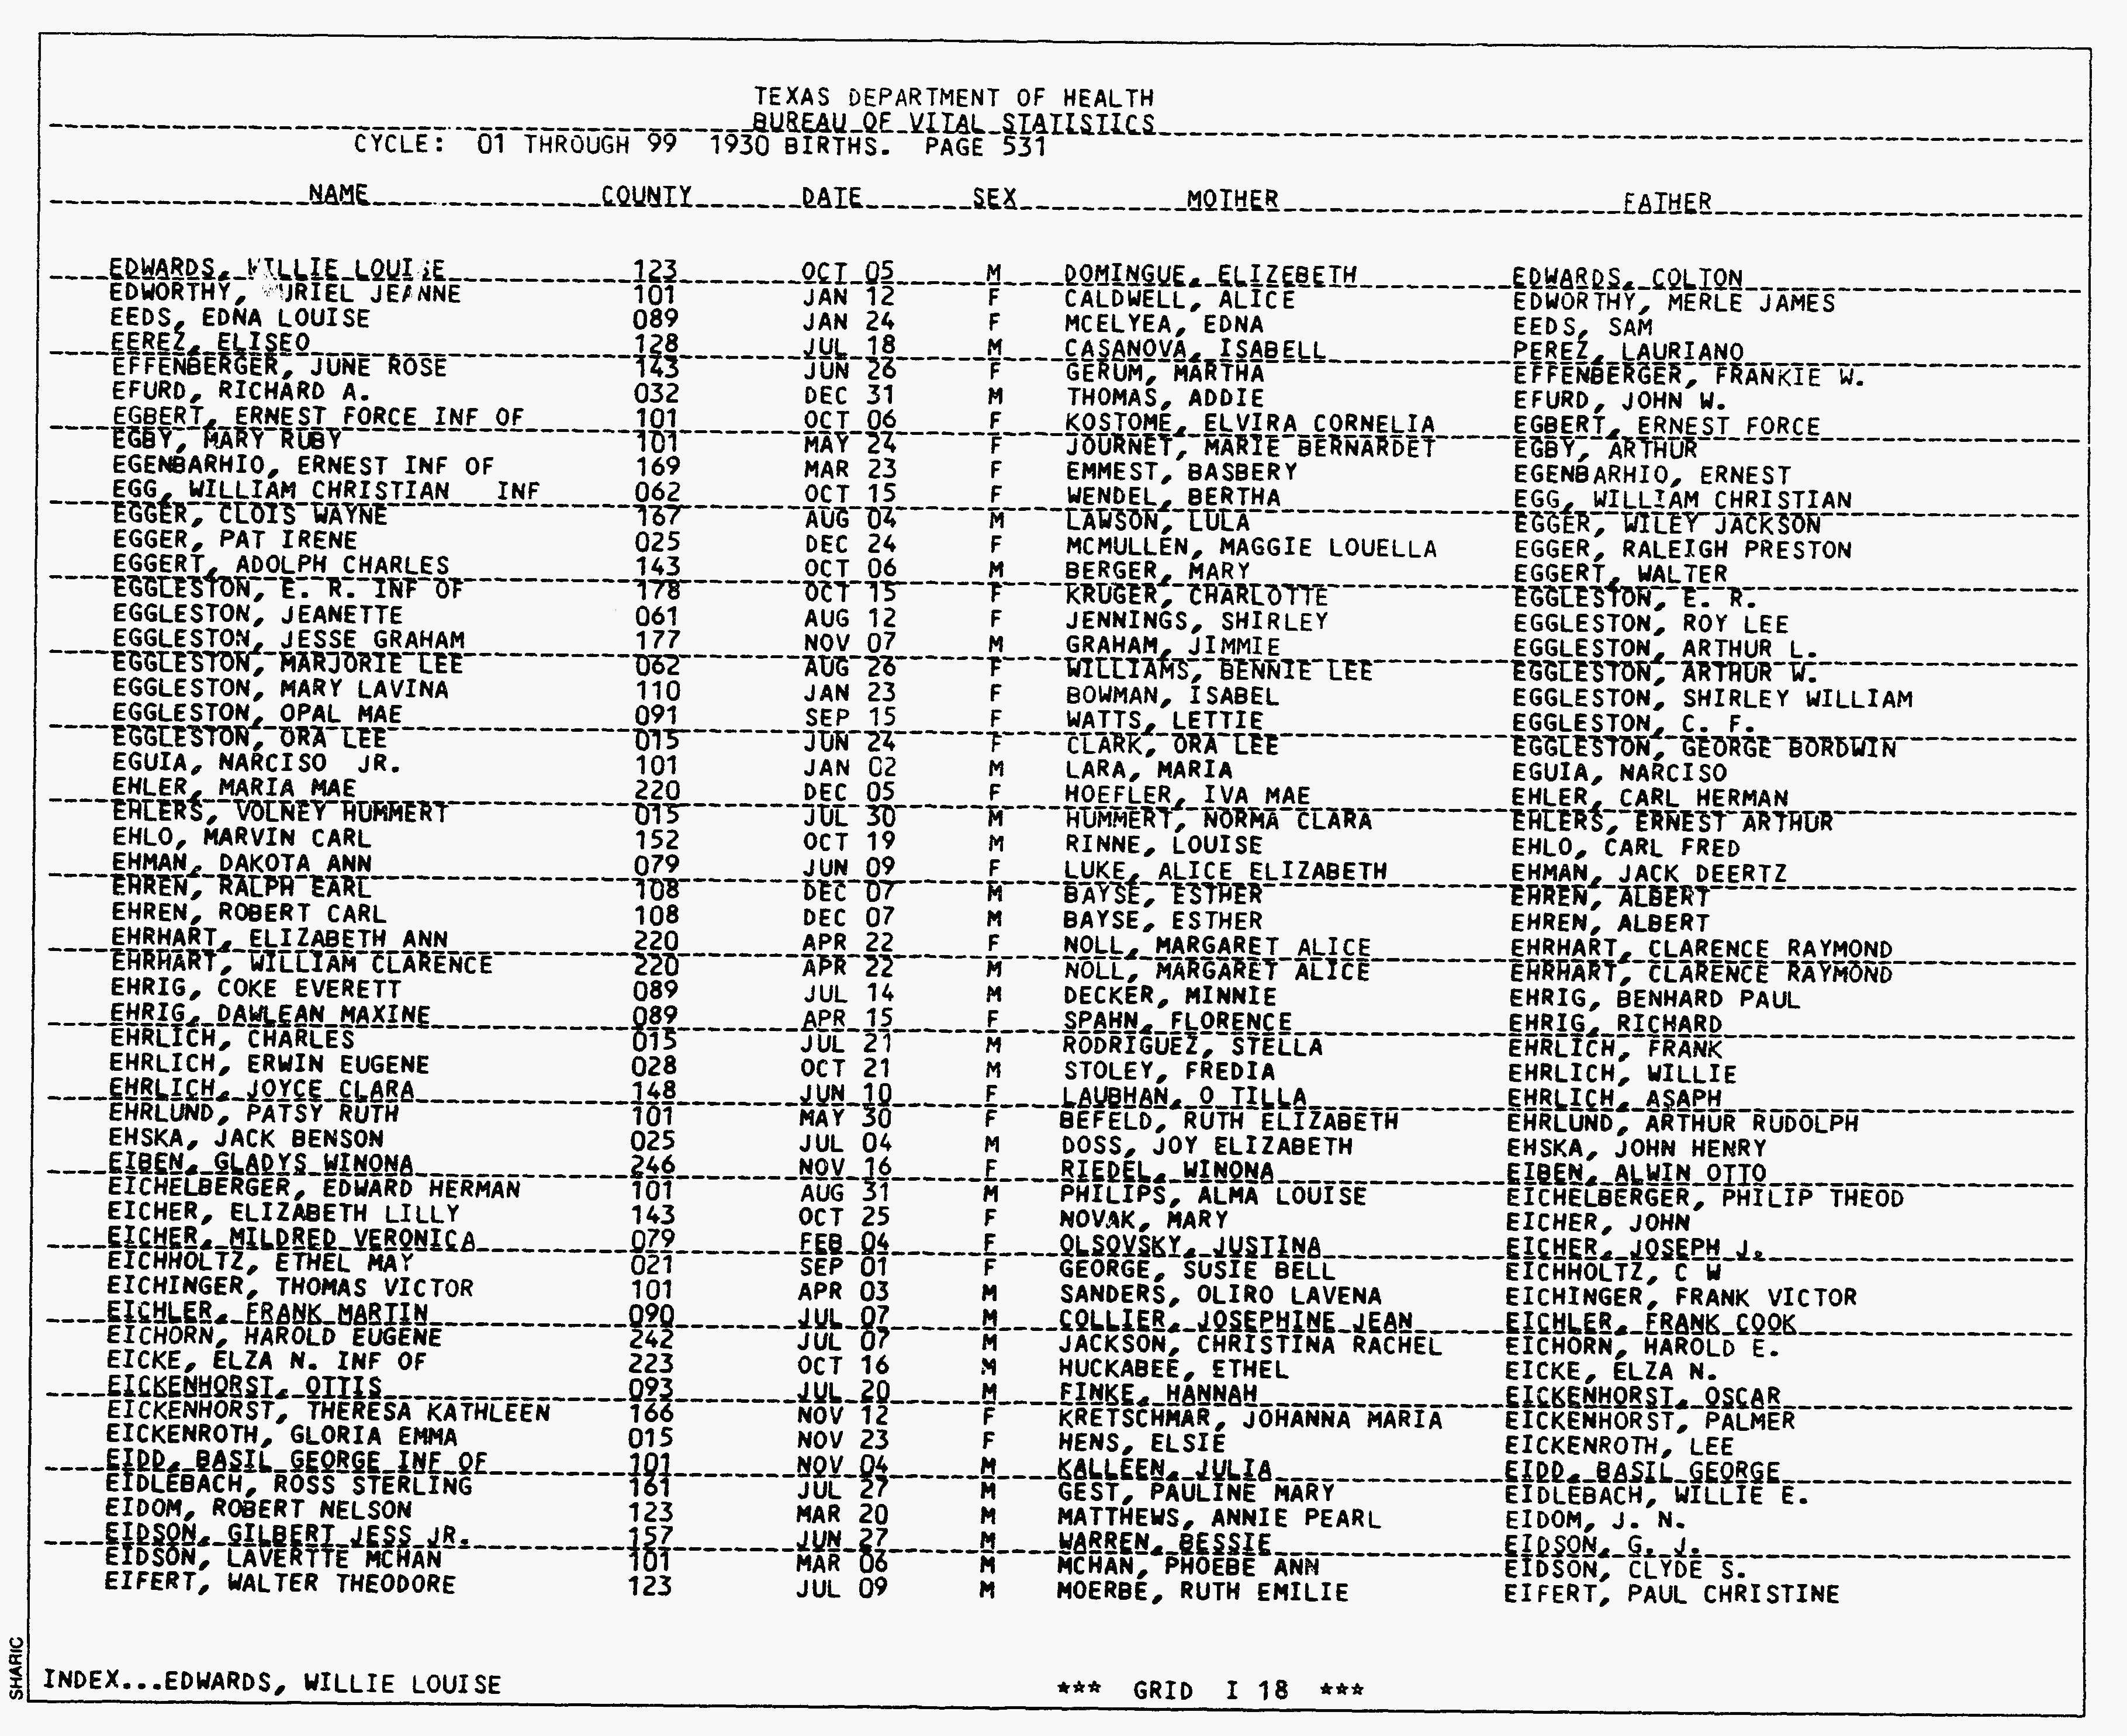 TEXAS DEPARTMENT OF HEALTH
BUREAU OF VITAL STATISTICS
CYCLE: 01 THROUGH 99 1930 BIRTHS. PAGE 531
NAME COUNTY DATE SEX MOTHER FATHER
EDWARDS, WILLIE LOUISE 123 OCT 05 M DOMINGUE, ELIZEBETH EDWARDS, COLTON
EDWORTHY, URIEL JEANNE 101 JAN 12 F CALDWELL, ALICE EDWORTHY, MERLE JAMES
EEDS, EDNA LOUISE 089 JAN 24 F MCELYEA, EDNA EEDS, SAM
EEREZ, ELISEO 128 JUL 18 M CASANOVA, ISABELL PEREZ, LAURIANO
EFFENBERGER, JUNE ROSE 143 JUN 26 F GERUM, MARTHA EFFENBERGER, FRANKIE W.
EFURD, RICHARD A. 032 DEC 31 M THOMAS, ADDIE EFURD, JOHN W.
EGBERT, ERNEST FORCE INF OF 101 OCT 06 F KOSTOME, ELVIRA CORNELIA EGBERT, ERNEST FORCE
EGBY, MARY RUBY 101 MAY 24 F JOURNET, MARIE BERNARDET EGBY, ARTHUR
EGENBARHIO, ERNEST INF OF 169 MAR 23 F EMMEST, BASBERY EGENBARHIO, ERNEST
EGG, WILLIAM CHRISTIAN INF 062 OCT 15 F WENDEL, BERTHA EGG, WILLIAM CHRISTIAN
EGGER, CLOIS WAYNE 167 AUG 04 M LAWSON, LULA EGGER, WILEY JACKSON
EGGER, PAT IRENE 025 DEC 24 F MCMULLEN, MAGGIE LOUELLA EGGER, RALEIGH PRESTON
EGGERT, ADOLPH CHARLES 143 OCT 06 M BERGER, MARY EGGERT, WALTER
EGGLESTON, E. R. INF OF 178 OCT 15 F KRUGER, CHARLOTTE EGGLESTON, E. R.
EGGLESTON, JEANETTE 061 AUG 12 F JENNINGS, SHIRLEY EGGLESTON, ROY LEE
EGGLESTON, JESSE GRAHAM 177 NOV 07 M GRAHAM, JIMMIE EGGLESTON, ARTHUR L.
EGGLESTON, MARJORIE LEE 062 AUG 26 F WILLIAMS, BENNIE LEE EGGLESTON, ARTHUR W.
EGGLESTON, MARY LAVINA 110 JAN 23 F BOWMAN, ISABEL EGGLESTON, SHIRLEY WILLIAM
EGGLESTON, OPAL MAE 091 SEP 15 F WATTS, LETTIE EGGLESTON, C. F.
EGGLESTON, ORA LEE 015 JUN 24 F CLARK, ORA LEE EGGLESTON, GEORGE BORDWIN
EGUIA, NARCISO JR. 101 JAN 02 M LARA, MARIA EGUIA, NARCISO
EHLER, MARIA MAE 220 DEC 05 F HOEFLER, IVA MAE EHLER, CARL HERMAN
EHLERS, VOLNEY HUMMERT 015 JUL 30 M HUMMERT, NORMA CLARA EHLERS, ERNEST ARTHUR
EHLO, MARVIN CARL 152 OCT 19 M RINNE, LOUISE EHLO, CARL FRED
EHMAN, DAKOTA ANN 079 JUN 09 F LUKE, ALICE ELIZABETH EHMAN, JACK DEERTZ
EHREN, RALPH EARL 108 DEC 07 M BAYSE, ESTHER EHREN, ALBERT
EHREN, ROBERT CARL 108 DEC 07 M BAYSE, ESTHER EHREN, ALBERT
EHRHART, ELIZABETH ANN 220 APR 22 F NOLL, MARGARET ALICE EHRHART, CLARENCE RAYMOND
EHRHART, WILLIAM CLARENCE 220 APR 22 M NOLL, MARGARET ALICE EHRHART, CLARENCE RAYMOND
EHRIG, COKE EVERETT 089 JUL 14 M DECKER, MINNIE EHRIG, BENHARD PAUL
EHRIG, DAWLEAN MAXINE 089 APR 15 F SPAHN, FLORENCE EHRIG, RICHARD
EHRLICH, CHARLES 015 JUL 21 M RODRIGUEZ, STELLA EHRLICH, FRANK
EHRLICH, ERWIN EUGENE 028 OCT 21 M STOLEY, FREDIA EHRLICH, WILLIE
EHRLICH, JOYCE CLARA 148 JUN 10 F LAUBHAN, O TILLA EHRLICH, ASAPH
EHRLUND, PATSY RUTH 101 MAY 30 F BEFELD, RUTH ELIZABETH EHRLUND, ARTHUR RUDOLPH
EHSKA, JACK BENSON 025 JUL 04 M DOSS, JOY ELIZABETH EHSKA, JOHN HENRY
EIBEN, GLADYS WINONA 246 NOV 16 F RIEDEL, WINONA EIBEN, ALWIN OTTO
EICHELBERGER, EDWARD HERMAN 101 AUG 31 M PHILIPS, ALMA LOUISE EICHELBERGER, PHILIP THEOD
EICHER, ELIZABETH LILLY 143 OCT 25 F NOVAK, MARY EICHER, JOHN
EICHER, MILDRED VERONICA 079 FEB 04 F OLSOVSKY, JUSTINA EICHER, JOSEPH J.
EICHHOLTZ, ETHEL MAY 021 SEP 01 F GEORGE, SUSIE BELL EICHHOLTZ, C W
EICHINGER, THOMAS VICTOR 101 APR 03 M SANDERS, OLIRO LAVENA EICHINGER, FRANK VICTOR
EICHLER, FRANK MARTIN 090 JUL 07 M COLLIER, JOSEPHINE JEAN EICHLER, FRANK COOK
EICHORN, HAROLD EUGENE 242 JUL 07 M JACKSON, CHRISTINA RACHEL EICHORN, HAROLD E.
EICKE, ELZA N. INF OF 223 OCT 16 M HUCKABEE, ETHEL EICKE, ELZA N.
EICKENHORST, OTTIS 093 JUL 20 M FINKE, HANNAH EICKENHORST, OSCAR
EICKENHORST, THERESA KATHLEEN 166 NOV 12 F KRETSCHMAR, JOHANNA MARIA EICKENHORST, PALMER
EICKENROTH, GLORIA EMMA 015 NOV 23 F HENS, ELSIE EICKENROTH, LEE
EIDD, BASIL GEORGE INF OF 101 NOV 04 M KALLEEN, JULIA EIDD, BASIL GEORGE
EIDLEBACH, ROSS STERLING 161 JUL 27 M GEST, PAULINE MARY EIDLEBACH, WILLIE E.
EIDOM, ROBERT NELSON 123 MAR 20 M MATTHEWS, ANNIE PEARL EIDOM, J. N.
EIDSON, GILBERT JESS JR. 157 JUN 27 M WARREN, BESSIE EIDSON, G. J.
EIDSON, LAVERTTE MCHAN 101 MAR 06 M MCHAN, PHOEBE ANN EIDSON, CLYDE S.
EIFERT, WALTER THEODORE 123 JUL 09 M MOERBE, RUTH EMILIE EIFERT, PAUL CHRISTINE
INDEX...EDWARDS, WILLIE LOUISE *** GRID I 18 ***
SHARIC